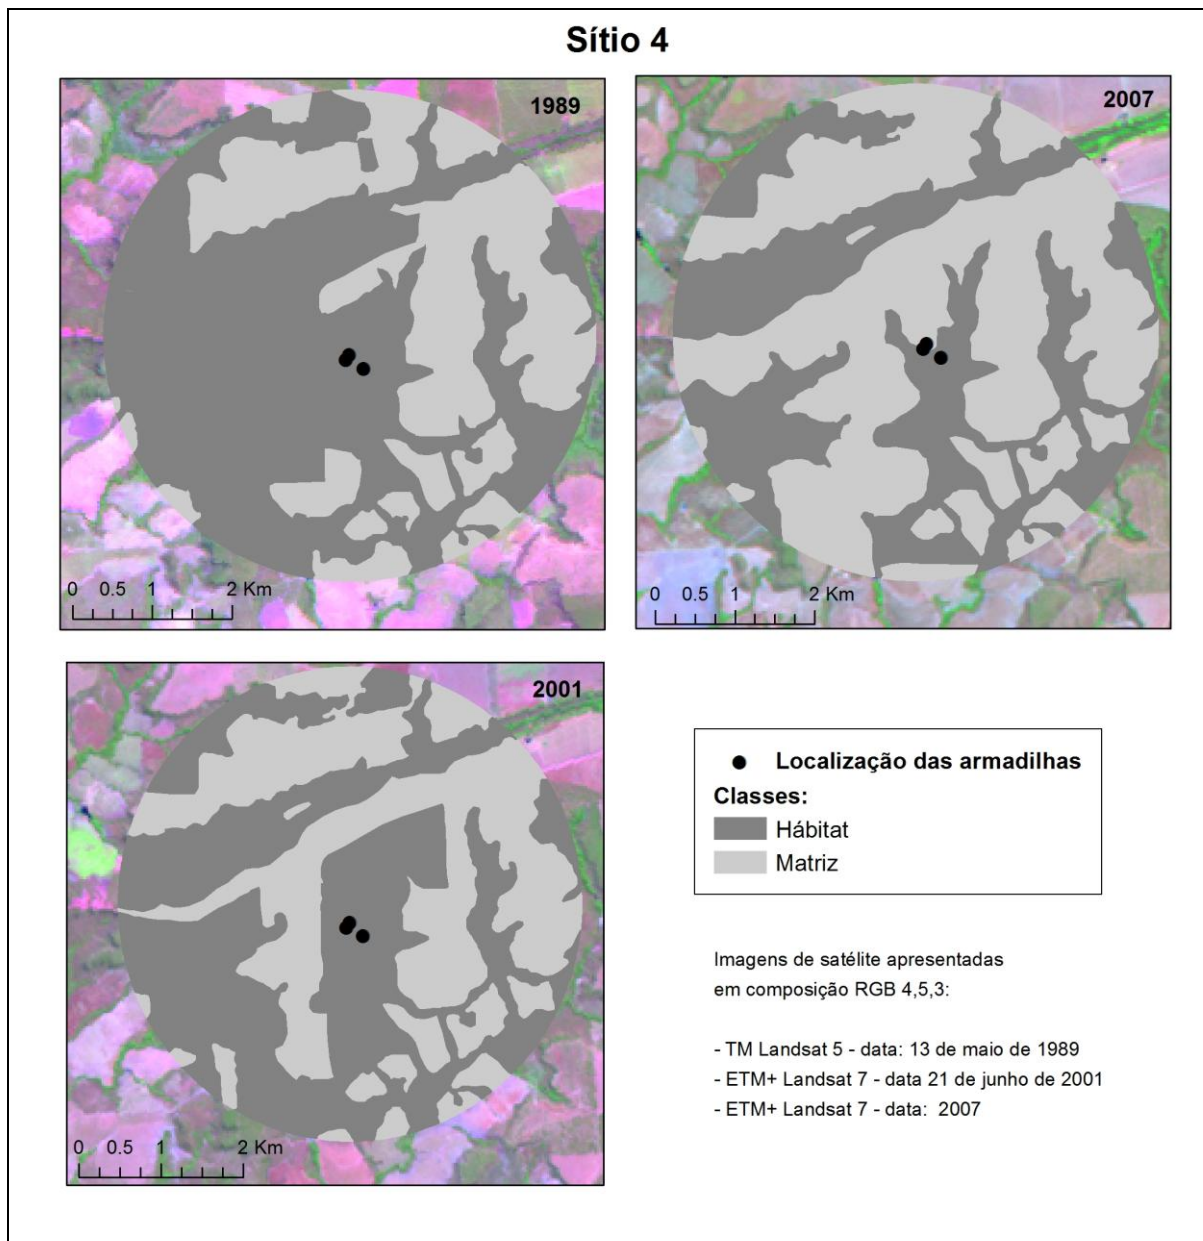 Sítio 4
1989
0 0.5 1 2 Km
2007
0 0.5 1 2 Km
2001
0 0.5 1 2 Km
Localização das armadilhas
Classes:
Hábitat
Matriz
Imagens de satélite apresentadas
em composição RGB 4,5,3:
- TM Landsat 5 - data: 13 de maio de 1989
- ETM+ Landsat 7 - data 21 de junho de 2001
- ETM+ Landsat 7 - data: 2007